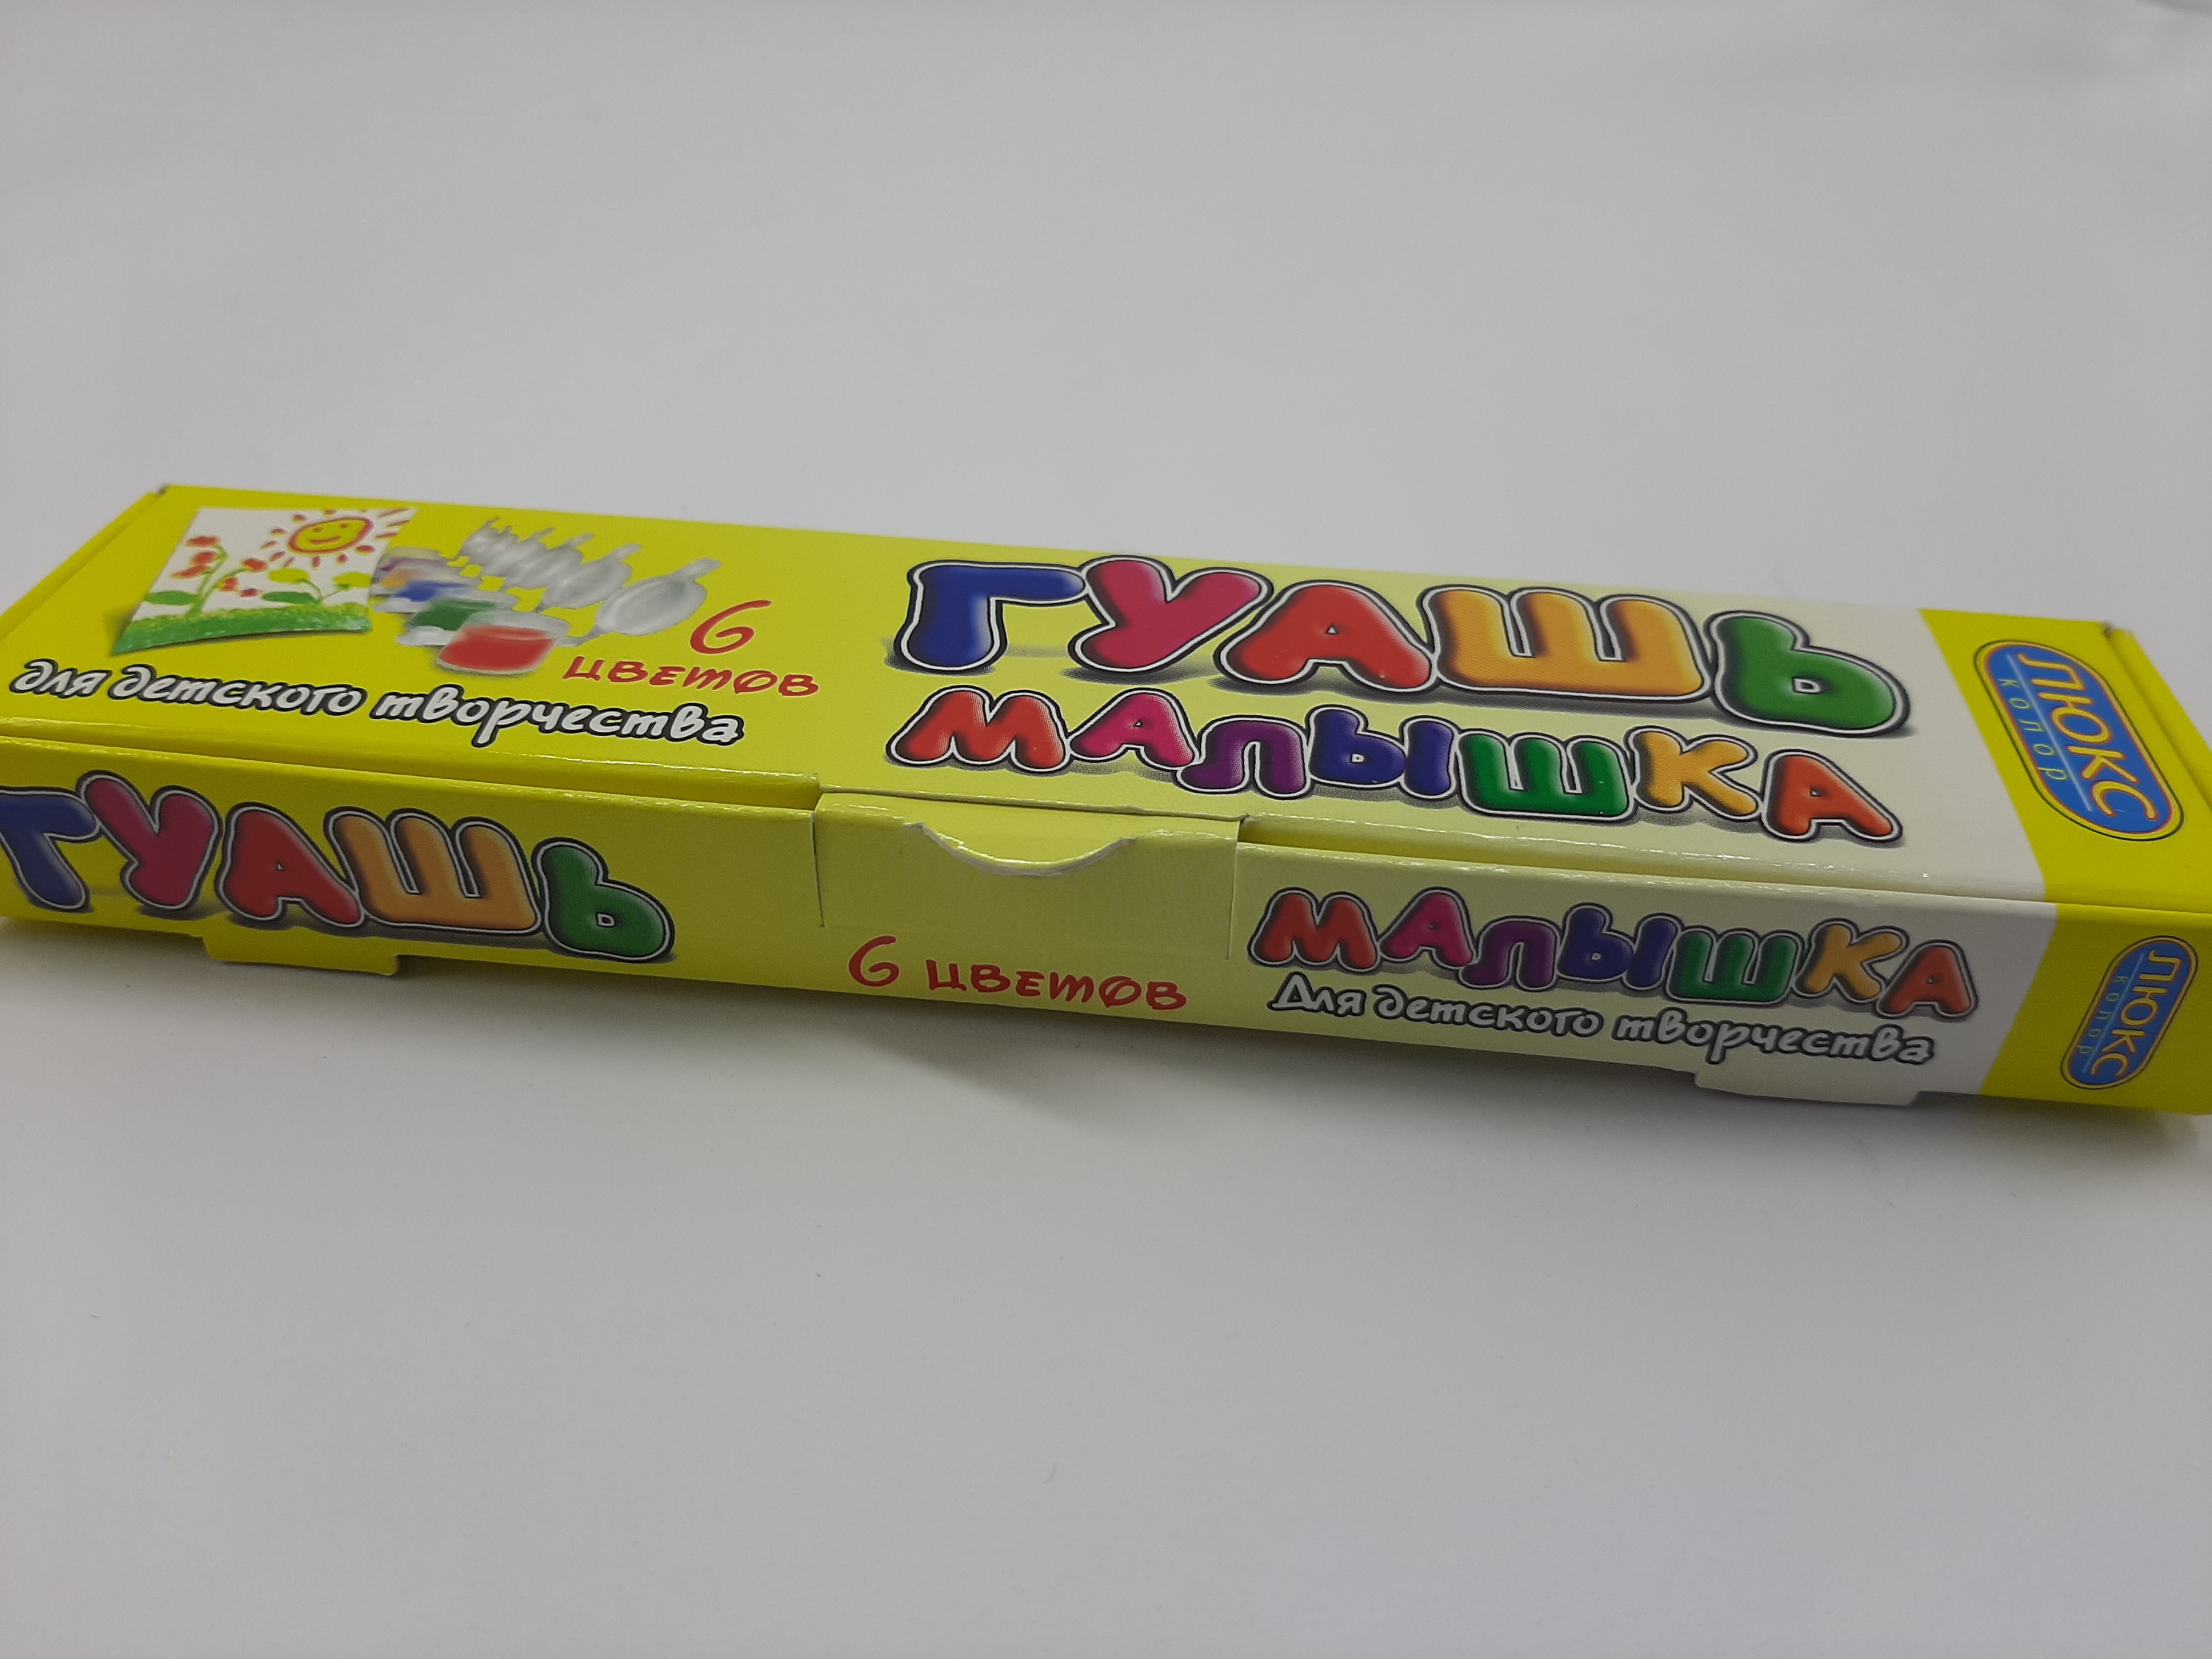 6
цветов
для детского творчества
ГУАШЬ
МАЛЫШКА
ЛЮКС
колор
ГУАШЬ
6 цветов
МАЛЫШКА
Для детского творчества
ЛЮКС
колор